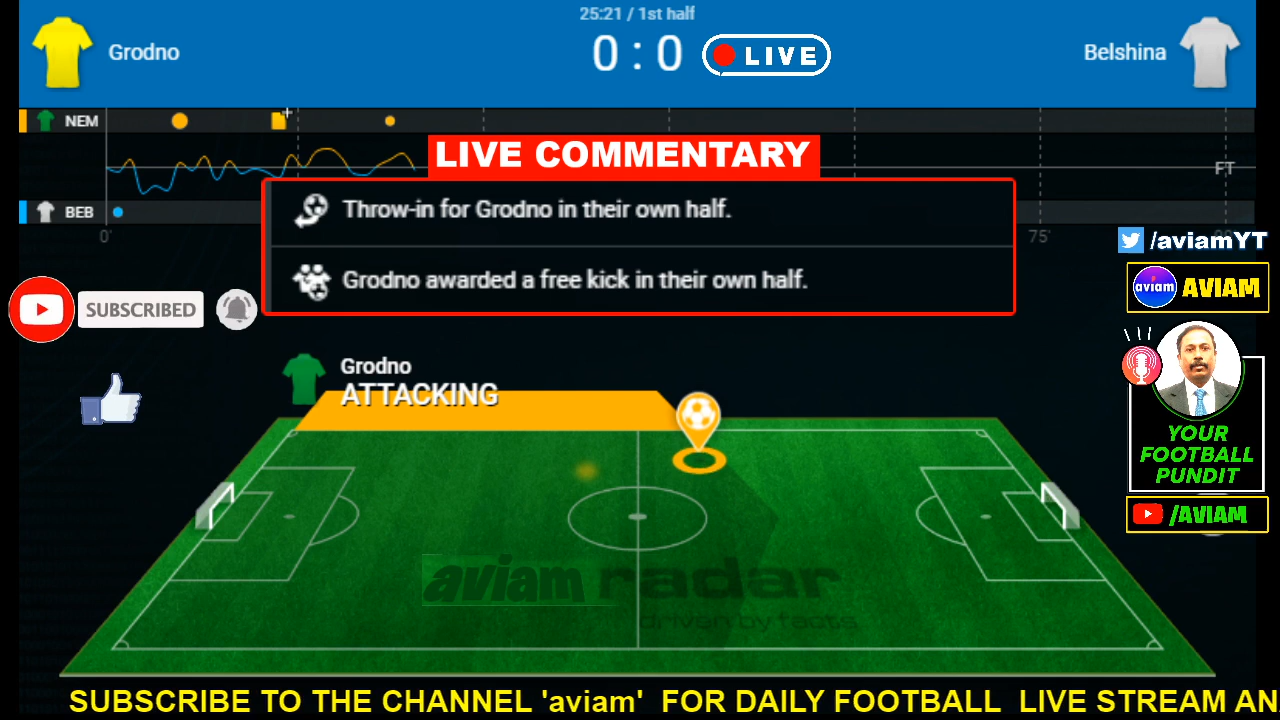 25:21 / 1st half
Grodno
0 : 0
LIVE
Belshina
NEM
LIVE COMMENTARY
FT
Throw-in for Grodno in their own half.
BEB
0'
75'
/aviamYT
Grodno awarded a free kick in their own half.
aviam AVIAM
SUBSCRIBED
Grodno
ATTACKING
YOUR
FOOTBALL
PUNDIT
/AVIAM
aviam radar
driven by facts
SUBSCRIBE TO THE CHANNEL 'aviam' FOR DAILY FOOTBALL LIVE STREAM AN